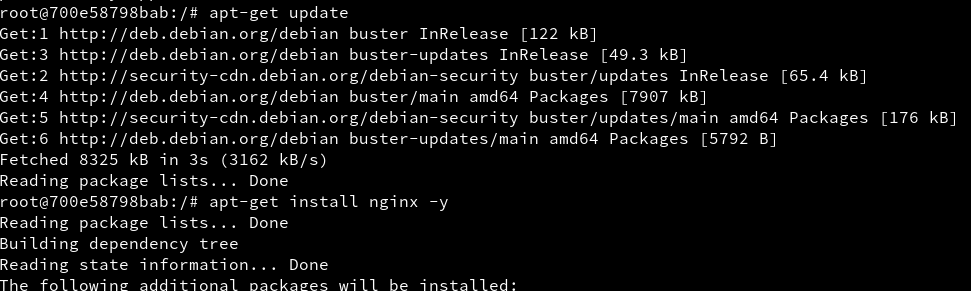 root@700e58798bab:/# apt-get update
Get:1 http://deb.debian.org/debian buster InRelease [122 kB]
Get:3 http://deb.debian.org/debian buster-updates InRelease [49.3 kB]
Get:2 http://security-cdn.debian.org/debian-security buster/updates InRelease [65.4 kB]
Get:4 http://deb.debian.org/debian buster/main amd64 Packages [7907 kB]
Get:5 http://security-cdn.debian.org/debian-security buster/updates/main amd64 Packages [176 kB]
Get:6 http://deb.debian.org/debian buster-updates/main amd64 Packages [5792 B]
Fetched 8325 kB in 3s (3162 kB/s)
Reading package lists... Done
root@700e58798bab:/# apt-get install nginx -y
Reading package lists... Done
Building dependency tree
Reading state information... Done
The following additional packages will be installed: